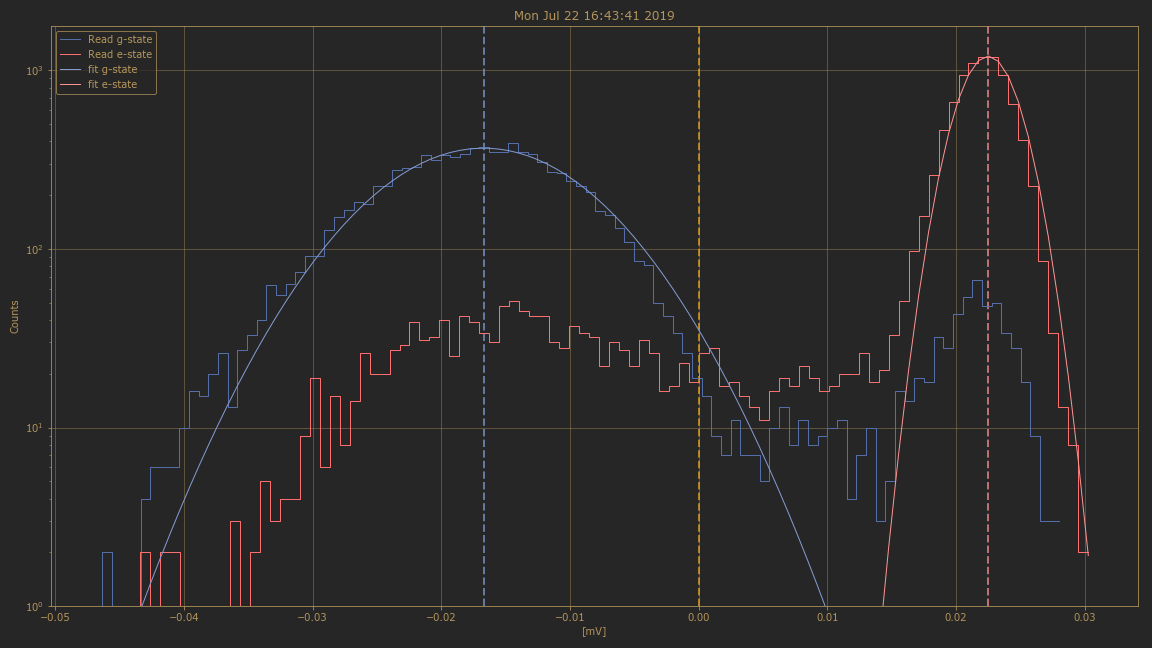 Mon Jul 22 16:43:41 2019
Read g-state
Read e-state
fit g-state
fit e-state
Counts
10³
10²
10¹
10⁰
−0.05 −0.04 −0.03 −0.02 −0.01 0.00 0.01 0.02 0.03
[mV]